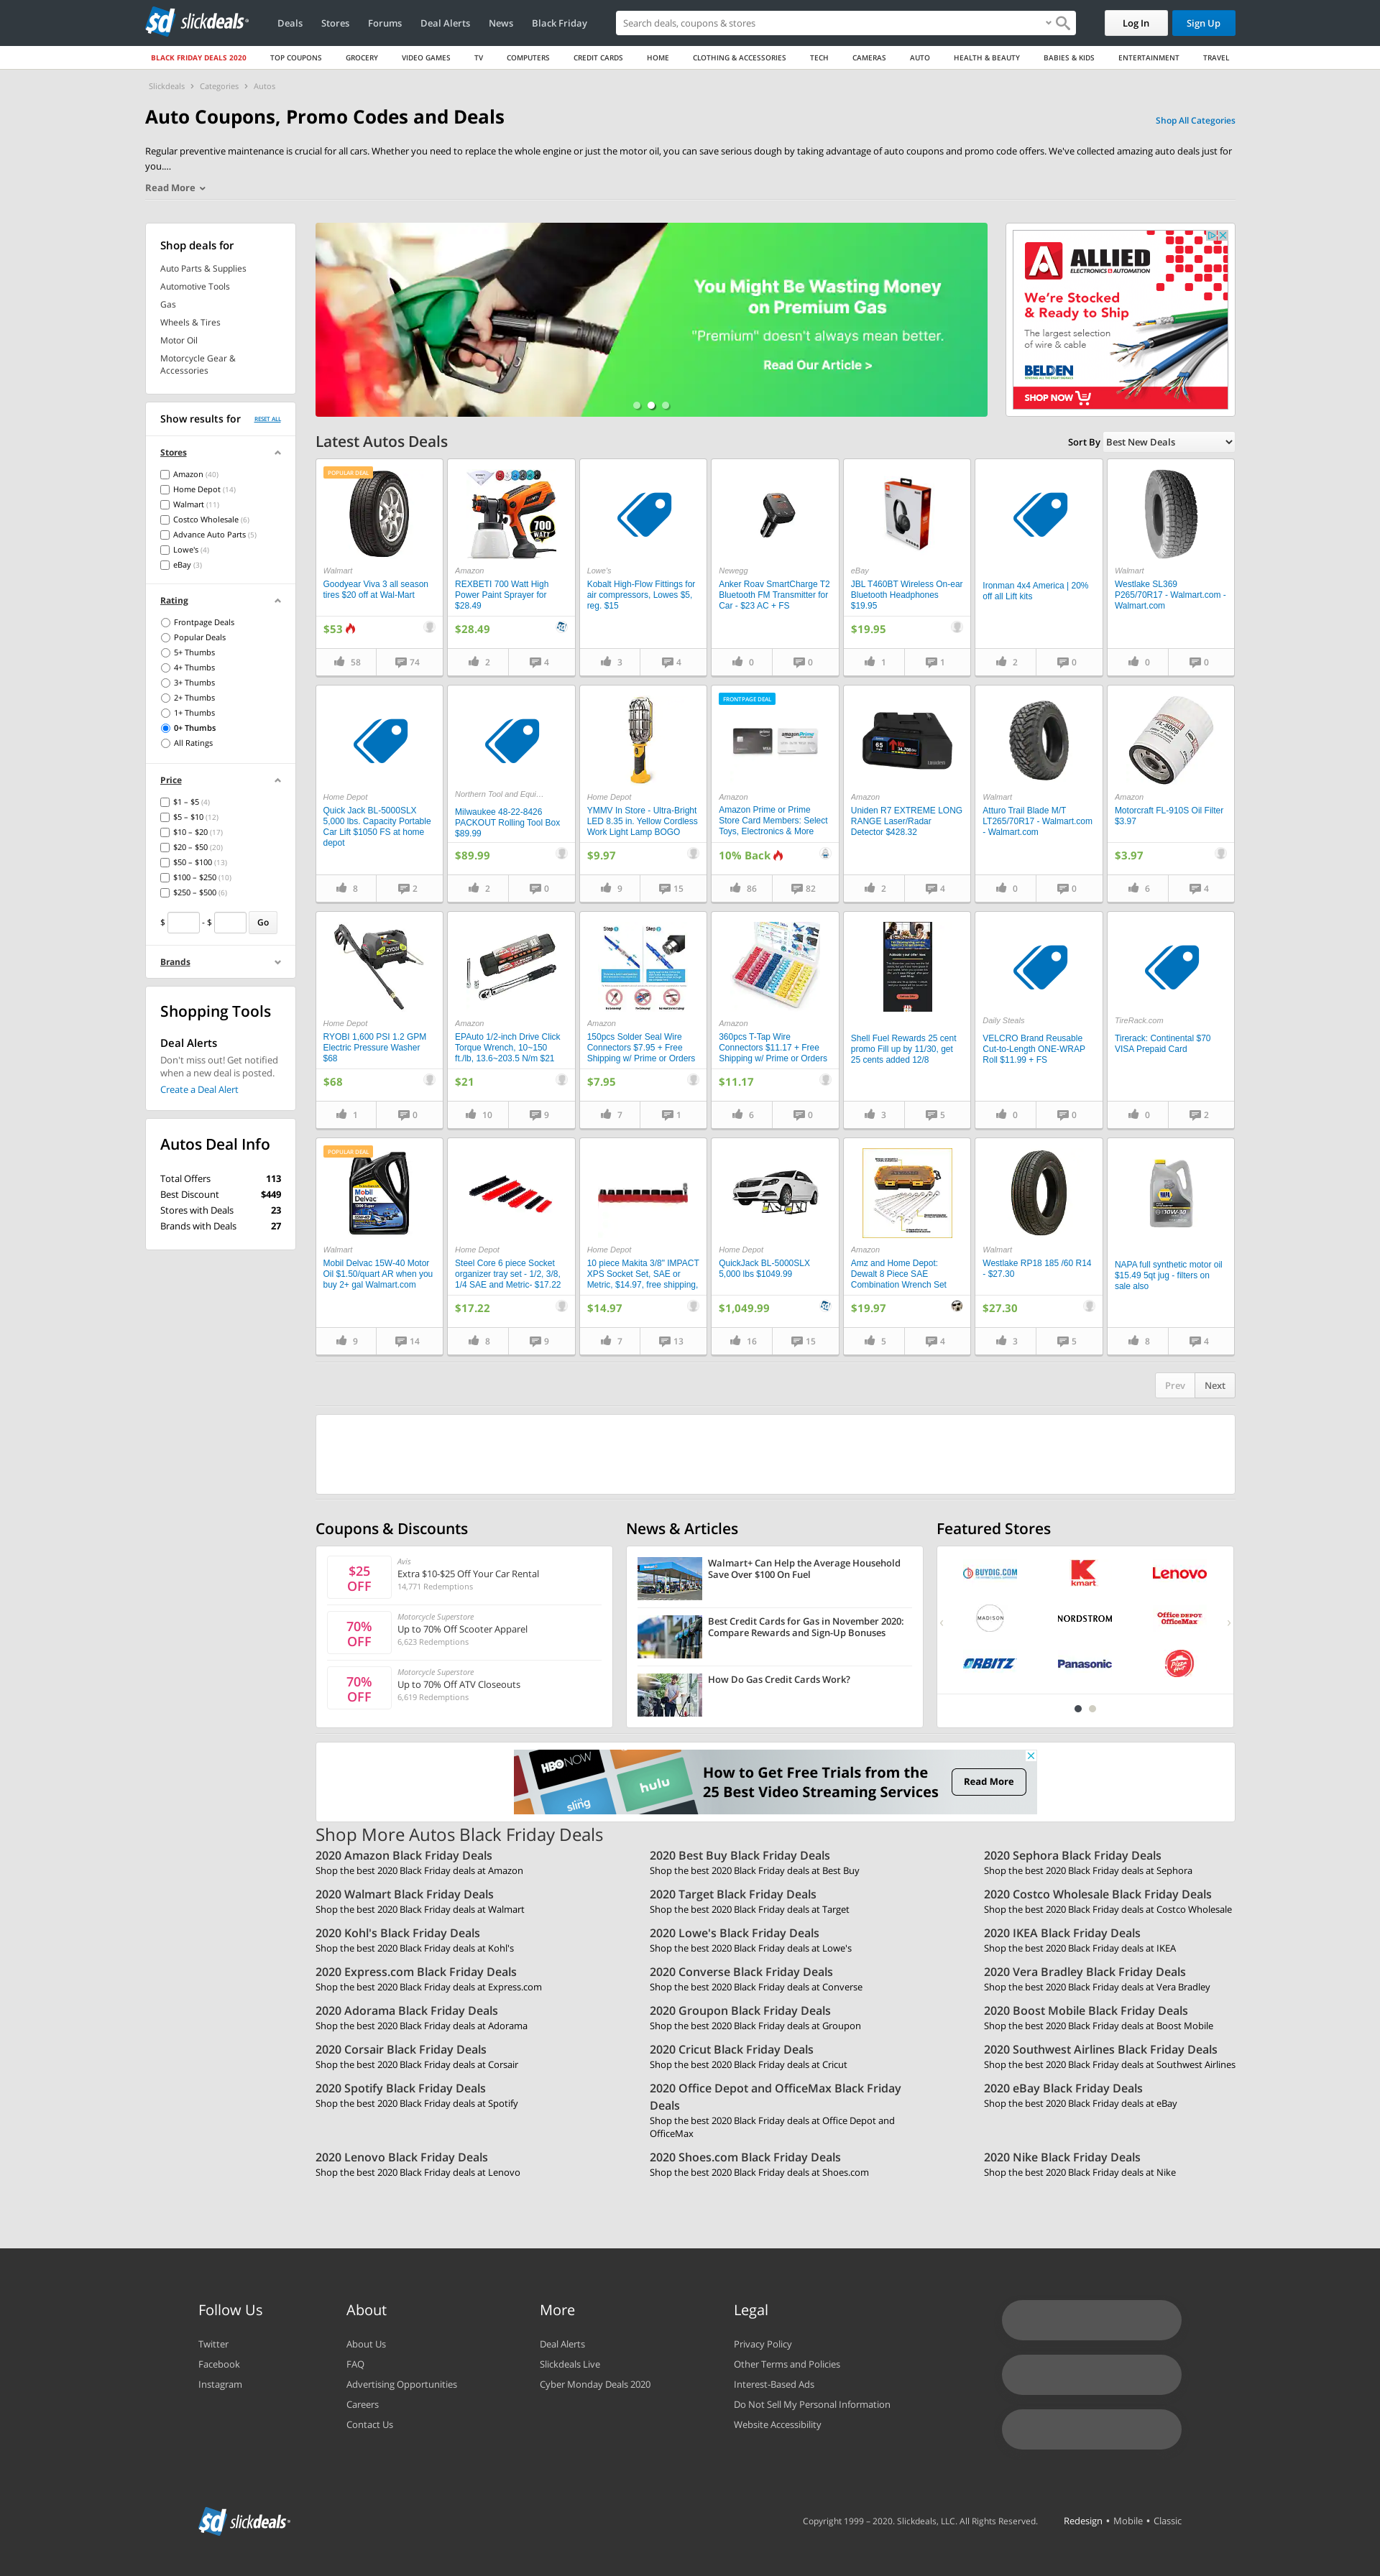 sd slickdeals
Deals Stores Forums Deal Alerts News Black Friday
Search deals, coupons & stores
Log In Sign Up
BLACK FRIDAY DEALS 2020 TOP COUPONS GROCERY VIDEO GAMES TV COMPUTERS CREDIT CARDS HOME CLOTHING & ACCESSORIES TECH CAMERAS AUTO HEALTH & BEAUTY BABIES & KIDS ENTERTAINMENT TRAVEL
Slickdeals > Categories > Autos
Auto Coupons, Promo Codes and Deals
Shop All Categories
Regular preventive maintenance is crucial for all cars. Whether you need to replace the whole engine or just the motor oil, you can save serious dough by taking advantage of auto coupons and promo code offers. We've collected amazing auto deals just for
you....
Read More
Shop deals for
Auto Parts & Supplies
Automotive Tools
Gas
Wheels & Tires
Motor Oil
Motorcycle Gear &
Accessories
Show results for RESET ALL
Stores
Amazon (40)
Home Depot (14)
Walmart (11)
Costco Wholesale (6)
Advance Auto Parts (5)
Lowe's (4)
eBay (3)
Rating
Frontpage Deals
Popular Deals
5+ Thumbs
4+ Thumbs
3+ Thumbs
2+ Thumbs
1+ Thumbs
0+ Thumbs
All Ratings
Price
$1 – $5 (4)
$5 – $10 (12)
$10 – $20 (17)
$20 – $50 (20)
$50 – $100 (13)
$100 – $250 (10)
$250 – $500 (6)
$ - $ Go
Brands
Shopping Tools
Deal Alerts
Don't miss out! Get notified
when a new deal is posted.
Create a Deal Alert
Autos Deal Info
Total Offers 113
Best Discount $449
Stores with Deals 23
Brands with Deals 27
You Might Be Wasting Money
on Premium Gas
"Premium" doesn't always mean better.
Read Our Article >
ALLIED
ELECTRONICS & AUTOMATION
We're Stocked
& Ready to Ship
The largest selection
of wire & cable
BELDEN
SHOP NOW
Latest Autos Deals
Sort By Best New Deals
POPULAR DEAL
Walmart
Goodyear Viva 3 all season
tires $20 off at Wal-Mart
$53
58 74
700
WATT
Amazon
REXBETI 700 Watt High
Power Paint Sprayer for
$28.49
$28.49
2 4
Lowe's
Kobalt High-Flow Fittings for
air compressors, Lowes $5,
reg. $15
3 4
Newegg
Anker Roav SmartCharge T2
Bluetooth FM Transmitter for
Car - $23 AC + FS
0 0
eBay
JBL T460BT Wireless On-ear
Bluetooth Headphones
$19.95
$19.95
1 1
Ironman 4x4 America | 20%
off all Lift kits
2 0
Walmart
Westlake SL369
P265/70R17 - Walmart.com -
Walmart.com
0 0
Home Depot
Quick Jack BL-5000SLX
5,000 lbs. Capacity Portable
Car Lift $1050 FS at home
depot
8 2
Northern Tool and Equi...
Milwaukee 48-22-8426
PACKOUT Rolling Tool Box
$89.99
$89.99
2 0
Home Depot
YMMV In Store - Ultra-Bright
LED 8.35 in. Yellow Cordless
Work Light Lamp BOGO
$9.97
9 15
FRONTPAGE DEAL
Amazon
Amazon Prime or Prime
Store Card Members: Select
Toys, Electronics & More
10% Back
86 82
Amazon
Uniden R7 EXTREME LONG
RANGE Laser/Radar
Detector $428.32
2 4
Walmart
Atturo Trail Blade M/T
LT265/70R17 - Walmart.com
- Walmart.com
0 0
Amazon
Motorcraft FL-910S Oil Filter
$3.97
$3.97
6 4
Home Depot
RYOBI 1,600 PSI 1.2 GPM
Electric Pressure Washer
$68
$68
1 0
Amazon
EPAuto 1/2-inch Drive Click
Torque Wrench, 10~150
ft./lb, 13.6~203.5 N/m $21
$21
10 9
Amazon
150pcs Solder Seal Wire
Connectors $7.95 + Free
Shipping w/ Prime or Orders
$7.95
7 1
Amazon
360pcs T-Tap Wire
Connectors $11.17 + Free
Shipping w/ Prime or Orders
$11.17
6 0
Shell Fuel Rewards 25 cent
promo Fill up by 11/30, get
25 cents added 12/8
3 5
Daily Steals
VELCRO Brand Reusable
Cut-to-Length ONE-WRAP
Roll $11.99 + FS
0 0
TireRack.com
Tirerack: Continental $70
VISA Prepaid Card
0 2
POPULAR DEAL
Mobil
Delvac
Walmart
Mobil Delvac 15W-40 Motor
Oil $1.50/quart AR when you
buy 2+ gal Walmart.com
9 14
Home Depot
Steel Core 6 piece Socket
organizer tray set - 1/2, 3/8,
1/4 SAE and Metric- $17.22
$17.22
8 9
Home Depot
10 piece Makita 3/8" IMPACT
XPS Socket Set, SAE or
Metric, $14.97, free shipping,
$14.97
7 13
Home Depot
QuickJack BL-5000SLX
5,000 lbs $1049.99
$1,049.99
16 15
Amazon
Amz and Home Depot:
Dewalt 8 Piece SAE
Combination Wrench Set
$19.97
5 4
Walmart
Westlake RP18 185 /60 R14
- $27.30
$27.30
3 5
NAPA full synthetic motor oil
$15.49 5qt jug - filters on
sale also
8 4
Prev Next
Coupons & Discounts
$25
OFF
Avis
Extra $10-$25 Off Your Car Rental
14,771 Redemptions
70%
OFF
Motorcycle Superstore
Up to 70% Off Scooter Apparel
6,623 Redemptions
70%
OFF
Motorcycle Superstore
Up to 70% Off ATV Closeouts
6,619 Redemptions
News & Articles
Walmart+ Can Help the Average Household
Save Over $100 On Fuel
Best Credit Cards for Gas in November 2020:
Compare Rewards and Sign-Up Bonuses
How Do Gas Credit Cards Work?
Featured Stores
BUYDIG.COM kmart Lenovo
MADISON NORDSTROM Office DEPOT OfficeMax
ORBITZ Panasonic Pizza Hut
HBO NOW
hulu
sling
How to Get Free Trials from the
25 Best Video Streaming Services
Read More
Shop More Autos Black Friday Deals
2020 Amazon Black Friday Deals
Shop the best 2020 Black Friday deals at Amazon
2020 Best Buy Black Friday Deals
Shop the best 2020 Black Friday deals at Best Buy
2020 Sephora Black Friday Deals
Shop the best 2020 Black Friday deals at Sephora
2020 Walmart Black Friday Deals
Shop the best 2020 Black Friday deals at Walmart
2020 Target Black Friday Deals
Shop the best 2020 Black Friday deals at Target
2020 Costco Wholesale Black Friday Deals
Shop the best 2020 Black Friday deals at Costco Wholesale
2020 Kohl's Black Friday Deals
Shop the best 2020 Black Friday deals at Kohl's
2020 Lowe's Black Friday Deals
Shop the best 2020 Black Friday deals at Lowe's
2020 IKEA Black Friday Deals
Shop the best 2020 Black Friday deals at IKEA
2020 Express.com Black Friday Deals
Shop the best 2020 Black Friday deals at Express.com
2020 Converse Black Friday Deals
Shop the best 2020 Black Friday deals at Converse
2020 Vera Bradley Black Friday Deals
Shop the best 2020 Black Friday deals at Vera Bradley
2020 Adorama Black Friday Deals
Shop the best 2020 Black Friday deals at Adorama
2020 Groupon Black Friday Deals
Shop the best 2020 Black Friday deals at Groupon
2020 Boost Mobile Black Friday Deals
Shop the best 2020 Black Friday deals at Boost Mobile
2020 Corsair Black Friday Deals
Shop the best 2020 Black Friday deals at Corsair
2020 Cricut Black Friday Deals
Shop the best 2020 Black Friday deals at Cricut
2020 Southwest Airlines Black Friday Deals
Shop the best 2020 Black Friday deals at Southwest Airlines
2020 Spotify Black Friday Deals
Shop the best 2020 Black Friday deals at Spotify
2020 Office Depot and OfficeMax Black Friday
Deals
Shop the best 2020 Black Friday deals at Office Depot and
OfficeMax
2020 eBay Black Friday Deals
Shop the best 2020 Black Friday deals at eBay
2020 Lenovo Black Friday Deals
Shop the best 2020 Black Friday deals at Lenovo
2020 Shoes.com Black Friday Deals
Shop the best 2020 Black Friday deals at Shoes.com
2020 Nike Black Friday Deals
Shop the best 2020 Black Friday deals at Nike
Follow Us
Twitter
Facebook
Instagram
About
About Us
FAQ
Advertising Opportunities
Careers
Contact Us
More
Deal Alerts
Slickdeals Live
Cyber Monday Deals 2020
Legal
Privacy Policy
Other Terms and Policies
Interest-Based Ads
Do Not Sell My Personal Information
Website Accessibility
sd slickdeals
Copyright 1999 – 2020. Slickdeals, LLC. All Rights Reserved.
Redesign • Mobile • Classic